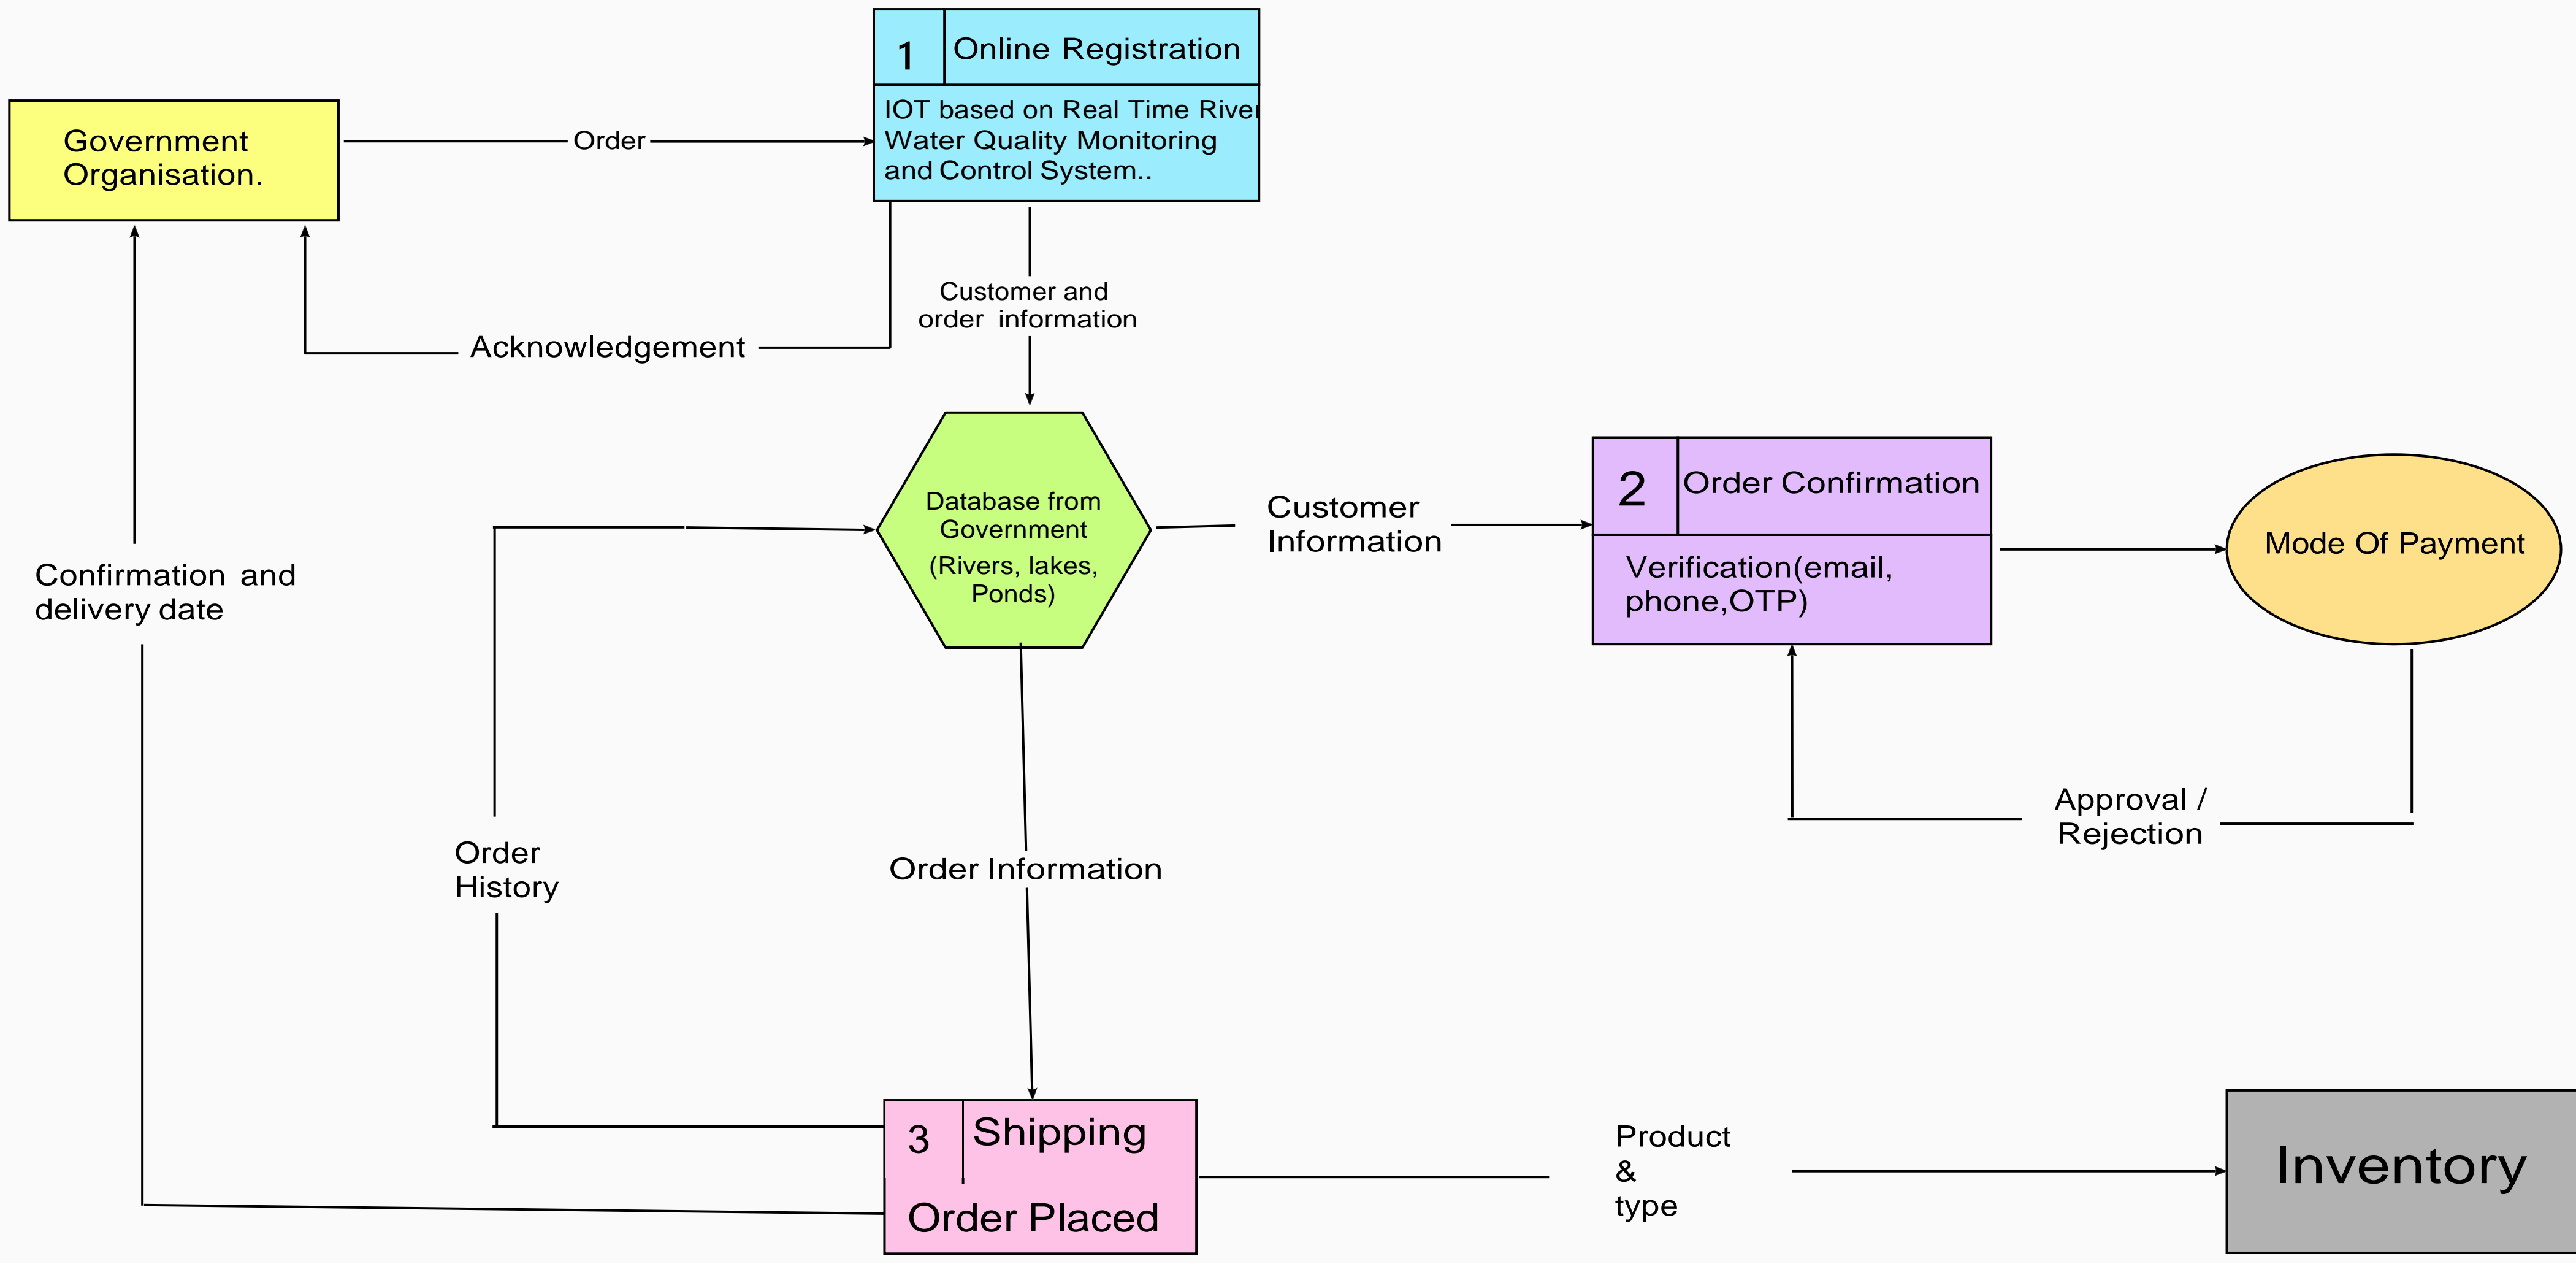 1
Online Registration
IOT based on Real Time River
Water Quality Monitoring
and Control System..
Government
Organisation.
Order
Customer and
order information
Acknowledgement
Database from
Government
(Rivers, lakes,
Ponds)
Customer
Information
2
Order Confirmation
Verification(email,
phone,OTP)
Mode Of Payment
Confirmation and
delivery date
Approval /
Rejection
Order
History
Order Information
3
Shipping
Order Placed
Product
&
type
Inventory